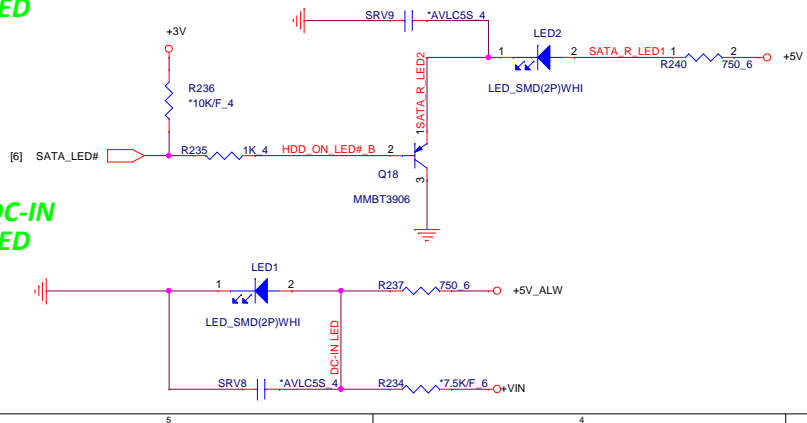 ED
SRV9 *AVLC5S_4
+3V
LED2
1 2 SATA_R_LED1 1 2 +5V
R240 750_6
SATA_R_LED2
LED_SMD(2P)WHI
R236
*10K/F_4
1
[6] SATA_LED# R235 1K_4 HDD_ON_LED#_B 2
Q18
3
MMBT3906
DC-IN
ED
LED1
1 2 R237 750_6 +5V_ALW
LED_SMD(2P)WHI
DC-IN LED
SRV8 *AVLC5S_4 R234 *7.5K/F_6 +VIN
5 4